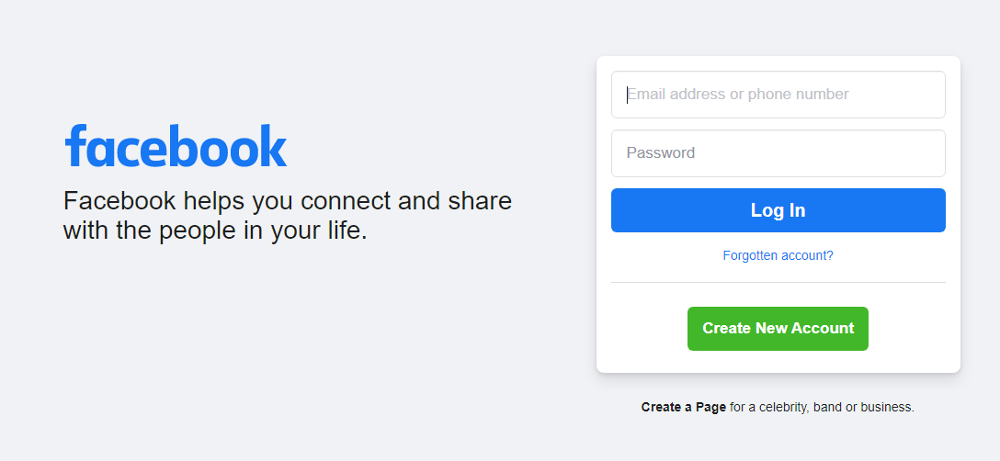 facebook
Facebook helps you connect and share
with the people in your life.
Email address or phone number
Password
Log In
Forgotten account?
Create New Account
Create a Page for a celebrity, band or business.